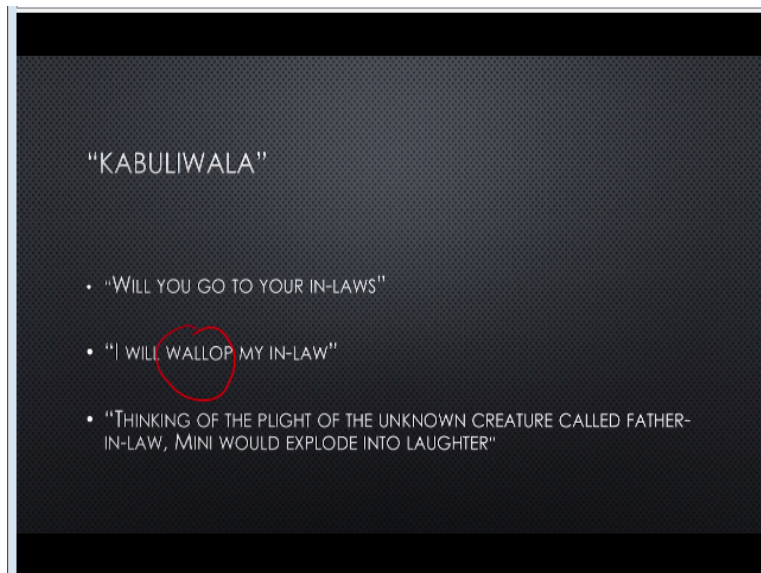 “KABULIWALA”
• "WILL YOU GO TO YOUR IN-LAWS”
• “I WILL WALLOP MY IN-LAW”
• “THINKING OF THE PLIGHT OF THE UNKNOWN CREATURE CALLED FATHER-
IN-LAW, MINI WOULD EXPLODE INTO LAUGHTER"